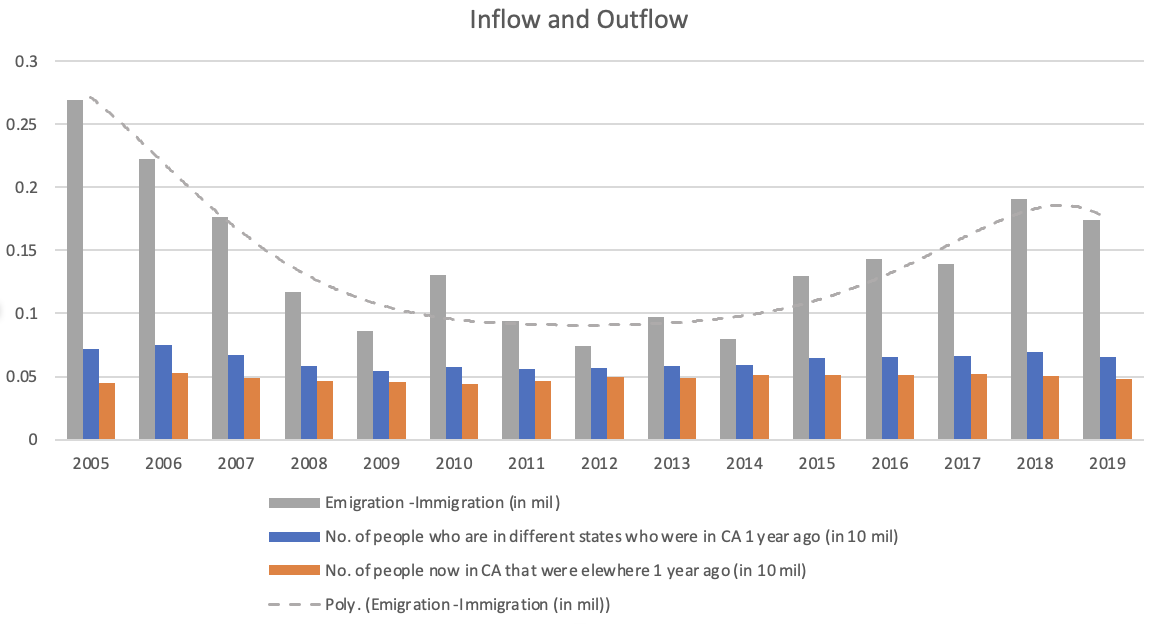 Inflow and Outflow
0.3
0.25
0.2
0.15
0.1
0.05
0
2005 2006 2007 2008 2009 2010 2011 2012 2013 2014 2015 2016 2017 2018 2019
Emigration -Immigration (in mil)
No. of people who are in different states who were in CA 1 year ago (in 10 mil)
No. of people now in CA that were elewhere 1 year ago (in 10 mil)
Poly. (Emigration -Immigration (in mil))